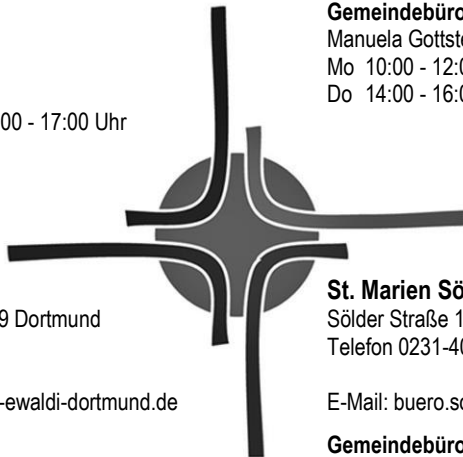 :00 - 17:00 Uhr
9 Dortmund
-ewaldi-dortmund.de
Gemeindebüro
Manuela Gottste
Mo 10:00 - 12:0
Do 14:00 - 16:0
St. Marien Sö
Sölder Straße 1
Telefon 0231-40
E-Mail: buero.so
Gemeindebüro